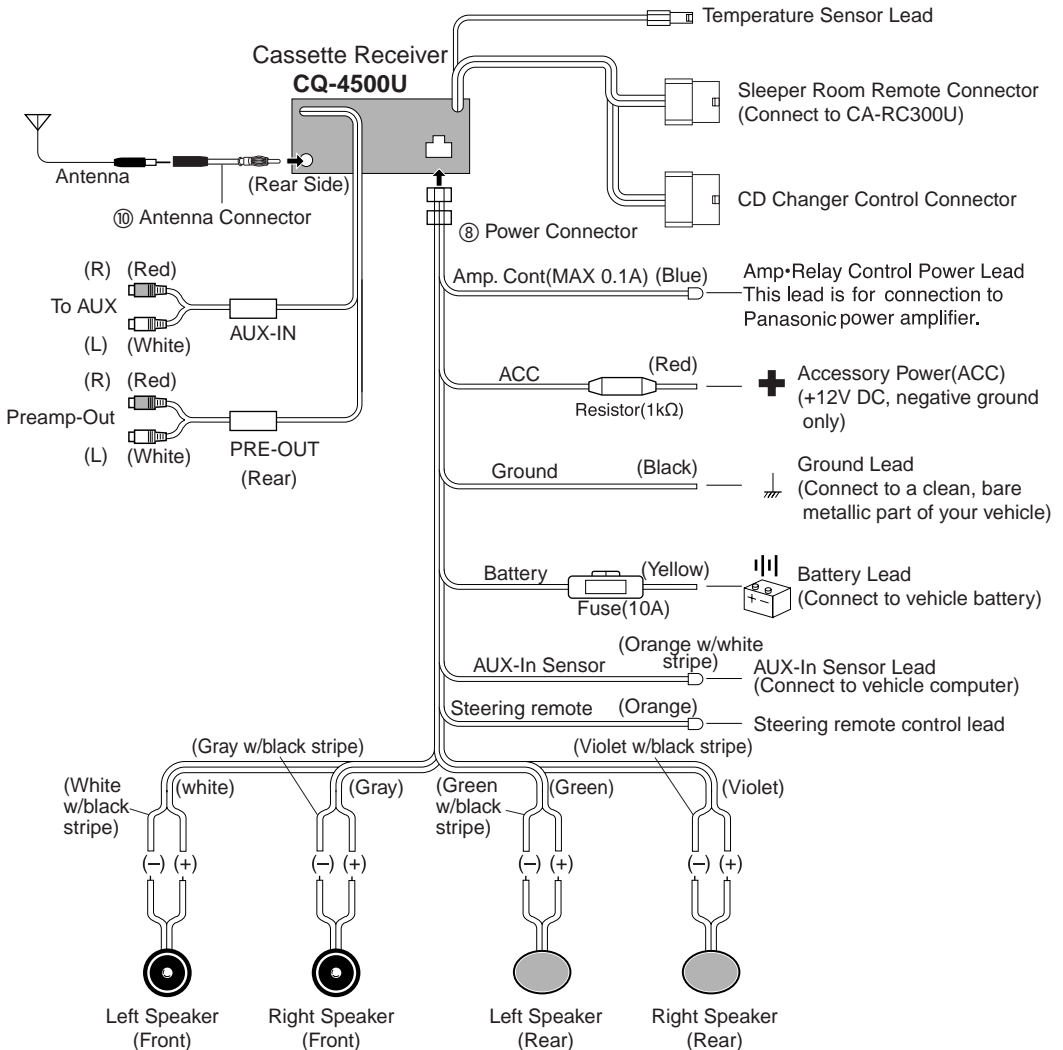 Temperature Sensor Lead
Cassette Receiver
CQ-4500U
Sleeper Room Remote Connector
(Connect to CA-RC300U)
Antenna
(Rear Side)
⑩ Antenna Connector
CD Changer Control Connector
⑧ Power Connector
(R) (Red)
To AUX
(L) (White)
AUX-IN
Amp. Cont(MAX 0.1A) (Blue)
Amp•Relay Control Power Lead
This lead is for connection to
Panasonic power amplifier.
(R) (Red)
Preamp-Out
(L) (White)
PRE-OUT
(Rear)
ACC
(Red)
Resistor(1kΩ)
Accessory Power(ACC)
(+12V DC, negative ground
only)
Ground
(Black)
Ground Lead
(Connect to a clean, bare
metallic part of your vehicle)
Battery
(Yellow)
Fuse(10A)
+ −
Battery Lead
(Connect to vehicle battery)
AUX-In Sensor
(Orange w/white
stripe)
AUX-In Sensor Lead
(Connect to vehicle computer)
Steering remote
(Orange)
Steering remote control lead
(Gray w/black stripe)
(Violet w/black stripe)
(White
w/black
stripe)
(white)
(Gray)
(Green
w/black
stripe)
(Green)
(Violet)
(−) (+)
(−) (+)
(−) (+)
(−) (+)
Left Speaker
(Front)
Right Speaker
(Front)
Left Speaker
(Rear)
Right Speaker
(Rear)